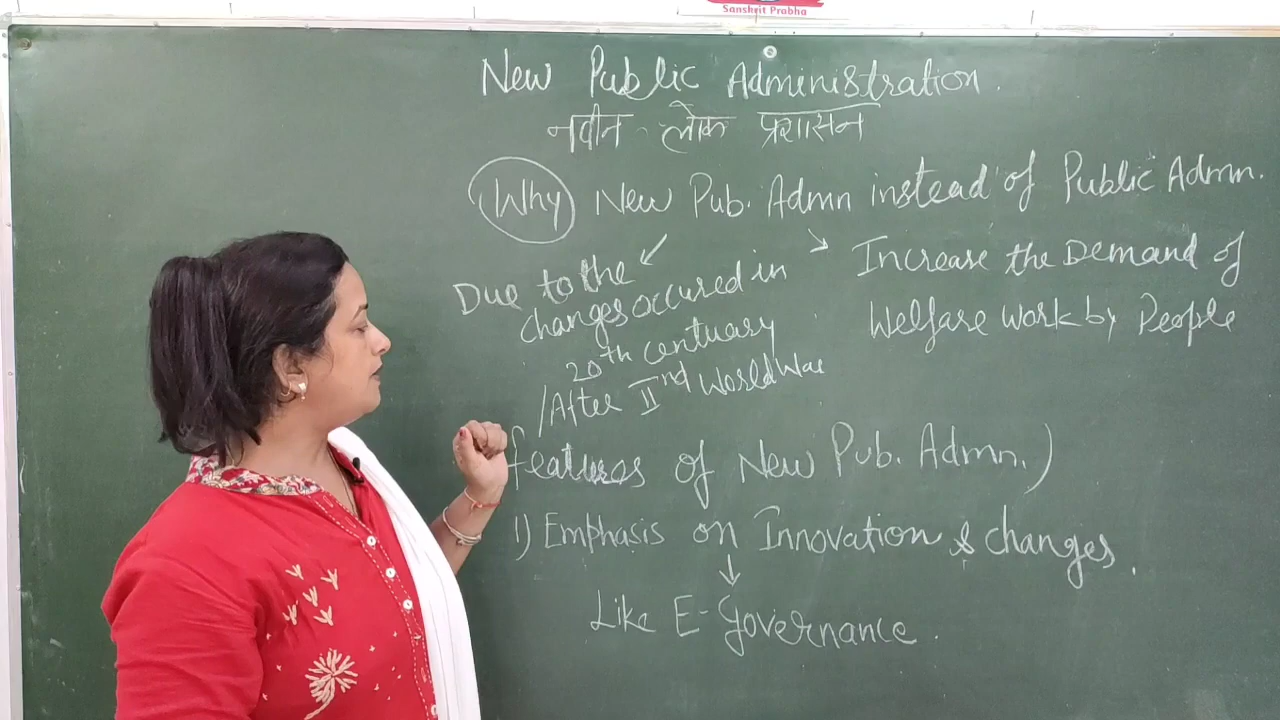 Sanskrit Prabha
New Public Administration.
नवीन लोक प्रशासन
Why New Pub. Admn instead of Public Admn.
Due to the
changes occured in
20th centuary
/After IInd World War
Increase the Demand of
Welfare work by People
features of New Pub. Admn.)
1) Emphasis on Innovation & changes.
↓
Like E-Governance.